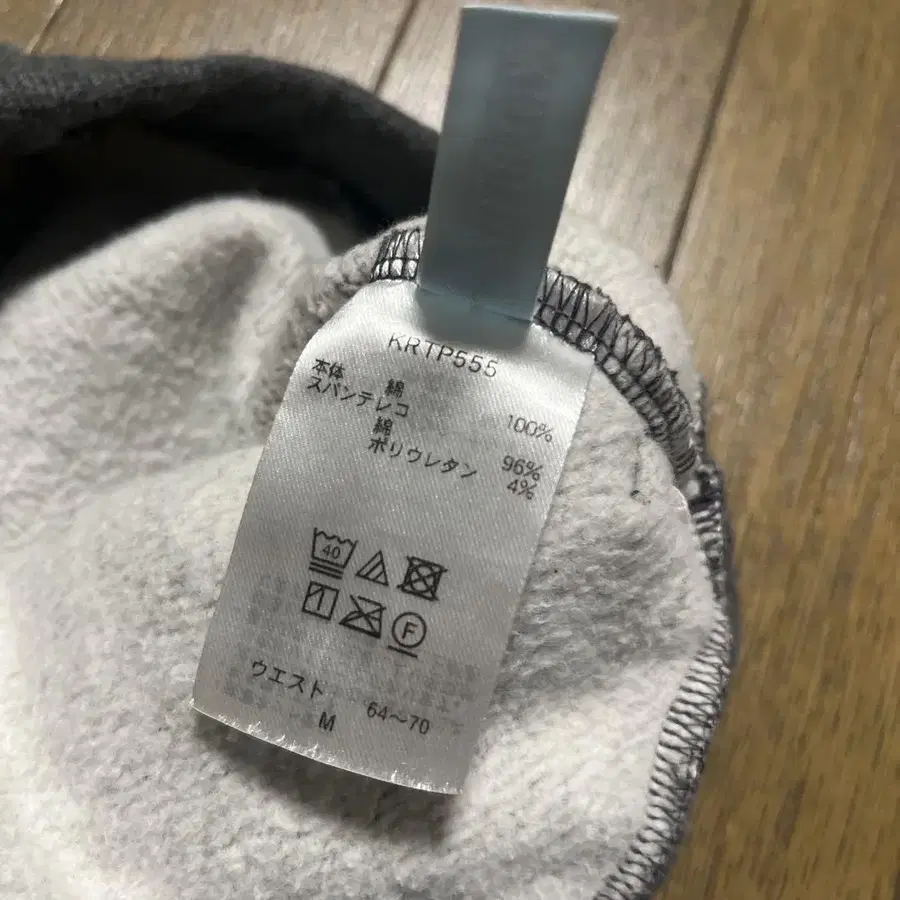 KRTP555
本体 綿 100%
スパンテレコ
綿 96%
ポリウレタン 4%
40
F
ウエスト 64〜70
M